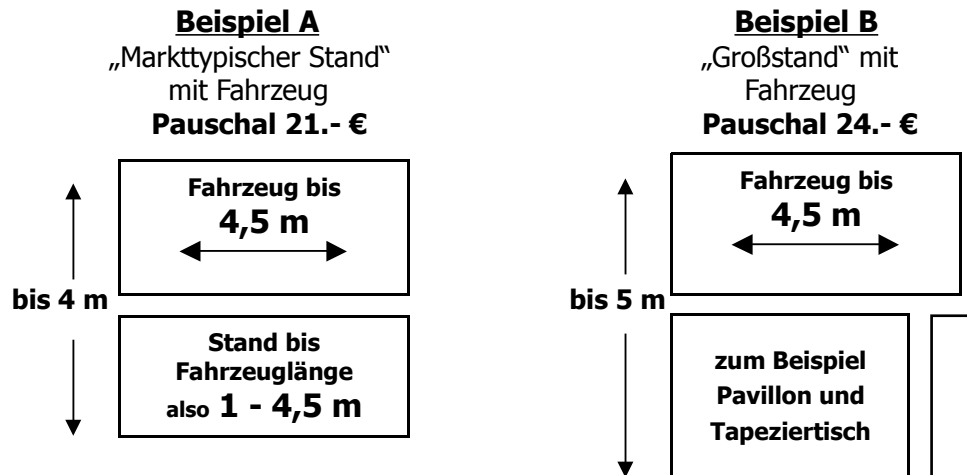 Beispiel A
„Markttypischer Stand“
mit Fahrzeug
Pauschal 21.- €
Fahrzeug bis
4,5 m
bis 4 m
Stand bis
Fahrzeuglänge
also 1 - 4,5 m
Beispiel B
„Großstand“ mit
Fahrzeug
Pauschal 24.- €
Fahrzeug bis
4,5 m
bis 5 m
zum Beispiel
Pavillon und
Tapeziertisch